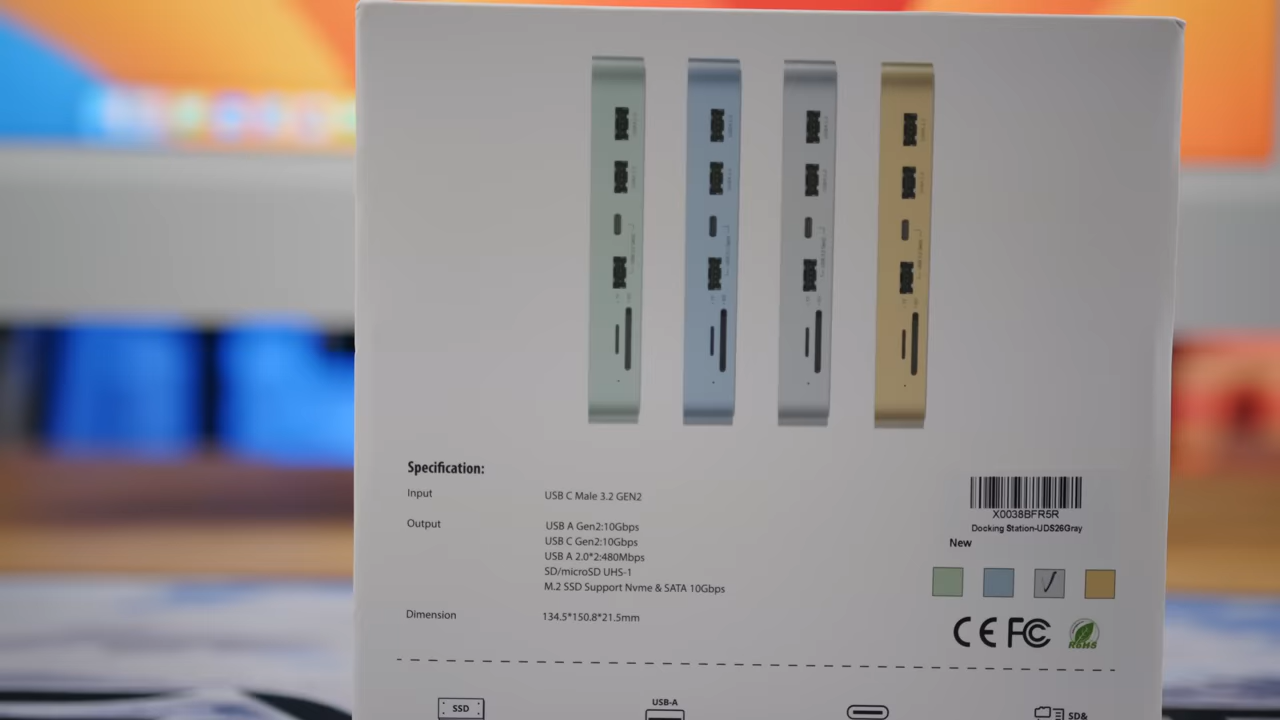 Specification:
Input
USB C Male 3.2 GEN2
Output
USB A Gen2:10Gbps
USB C Gen2:10Gbps
USB A 2.0*2:480Mbps
SD/microSD UHS-1
M.2 SSD Support Nvme & SATA 10Gbps
Dimension
134.5*150.8*21.5mm
X0038BFR5R
Docking Station-UDS26Gray
New
CE FC
RoHS
SSD
USB-A
SD&